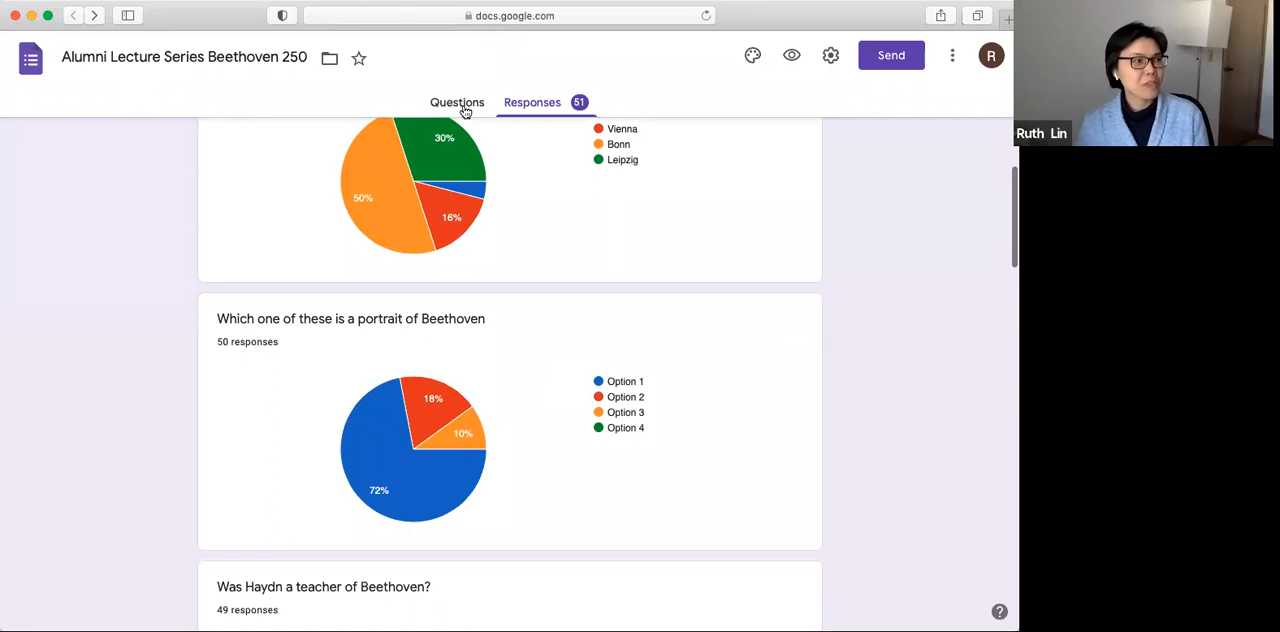 docs.google.com
Alumni Lecture Series Beethoven 250
Send
R
Questions
Responses 51
Ruth Lin
Vienna
Bonn
Leipzig
30%
50%
16%
Which one of these is a portrait of Beethoven
50 responses
Option 1
Option 2
Option 3
Option 4
18%
10%
72%
Was Haydn a teacher of Beethoven?
49 responses
?